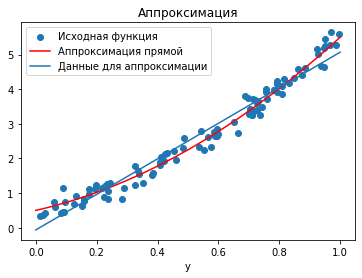 Аппроксимация
Исходная функция
Аппроксимация прямой
Данные для аппроксимации
5
4
3
2
1
0
0.0 0.2 0.4 0.6 0.8 1.0
y